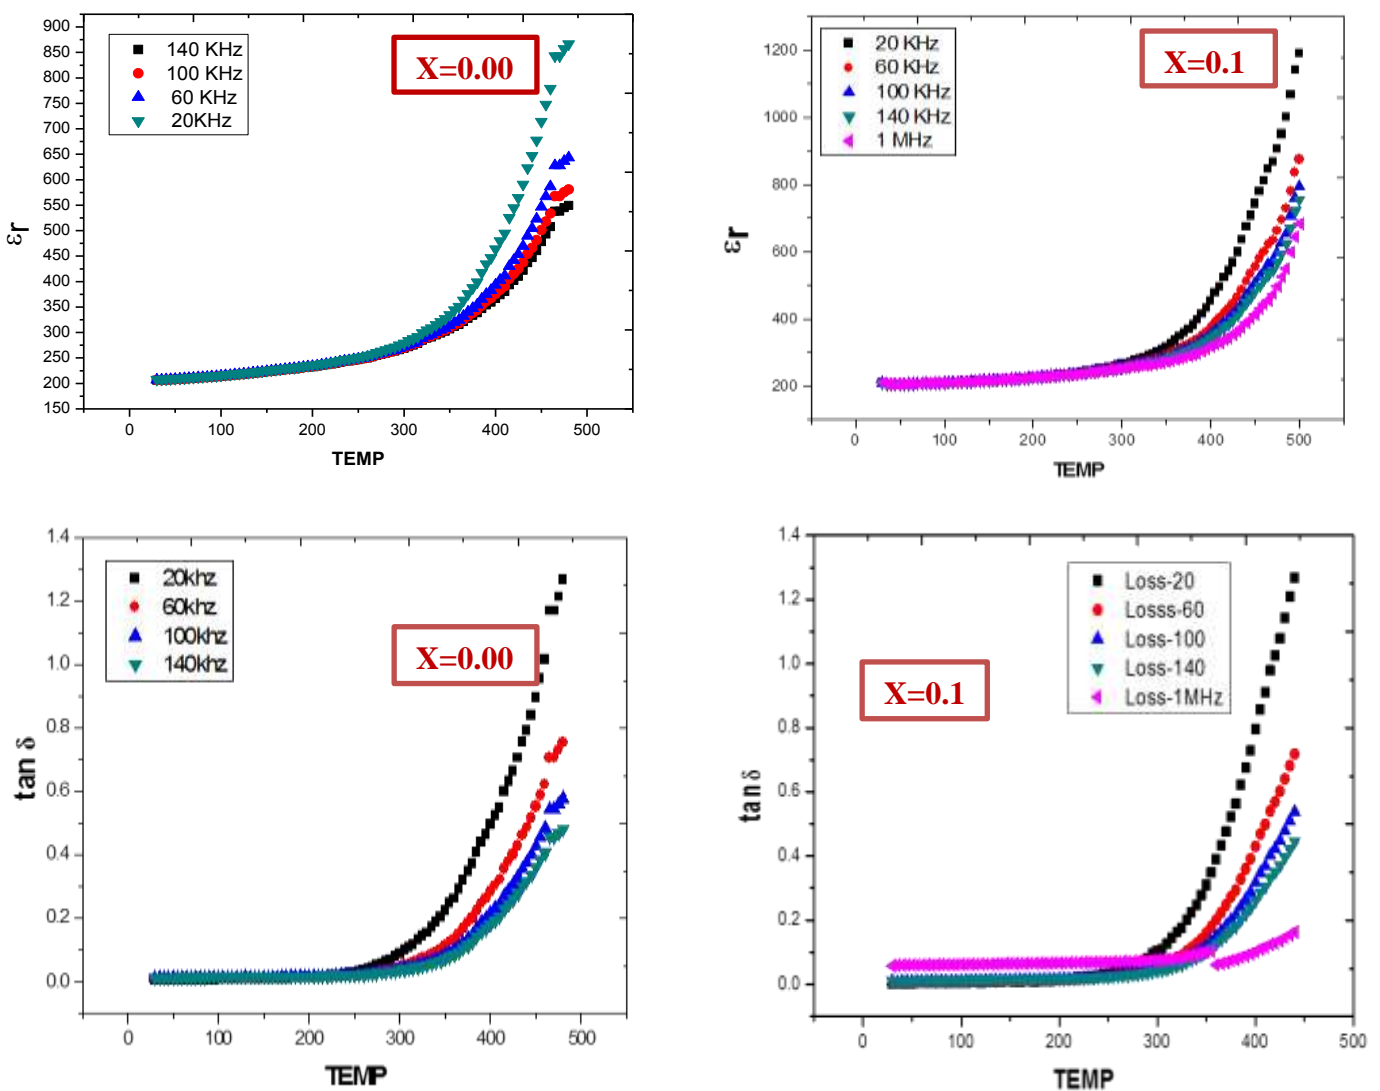 900
850
800
750
700
650
600
550
500
450
400
350
300
250
200
150
εr
140 KHz
100 KHz
60 KHz
20KHz
X=0.00
0
100
200
300
400
500
TEMP
1200
1000
800
600
400
200
εr
20 KHz
60 KHz
100 KHz
140 KHz
1 MHz
X=0.1
0
100
200
300
400
500
TEMP
1.4
1.2
1.0
0.8
0.6
0.4
0.2
0.0
tan δ
20khz
60khz
100khz
140khz
X=0.00
0
100
200
300
400
500
TEMP
1.4
1.2
1.0
0.8
0.6
0.4
0.2
0.0
tan δ
Loss-20
Losss-60
Loss-100
Loss-140
Loss-1MHz
X=0.1
0
100
200
300
400
500
TEMP